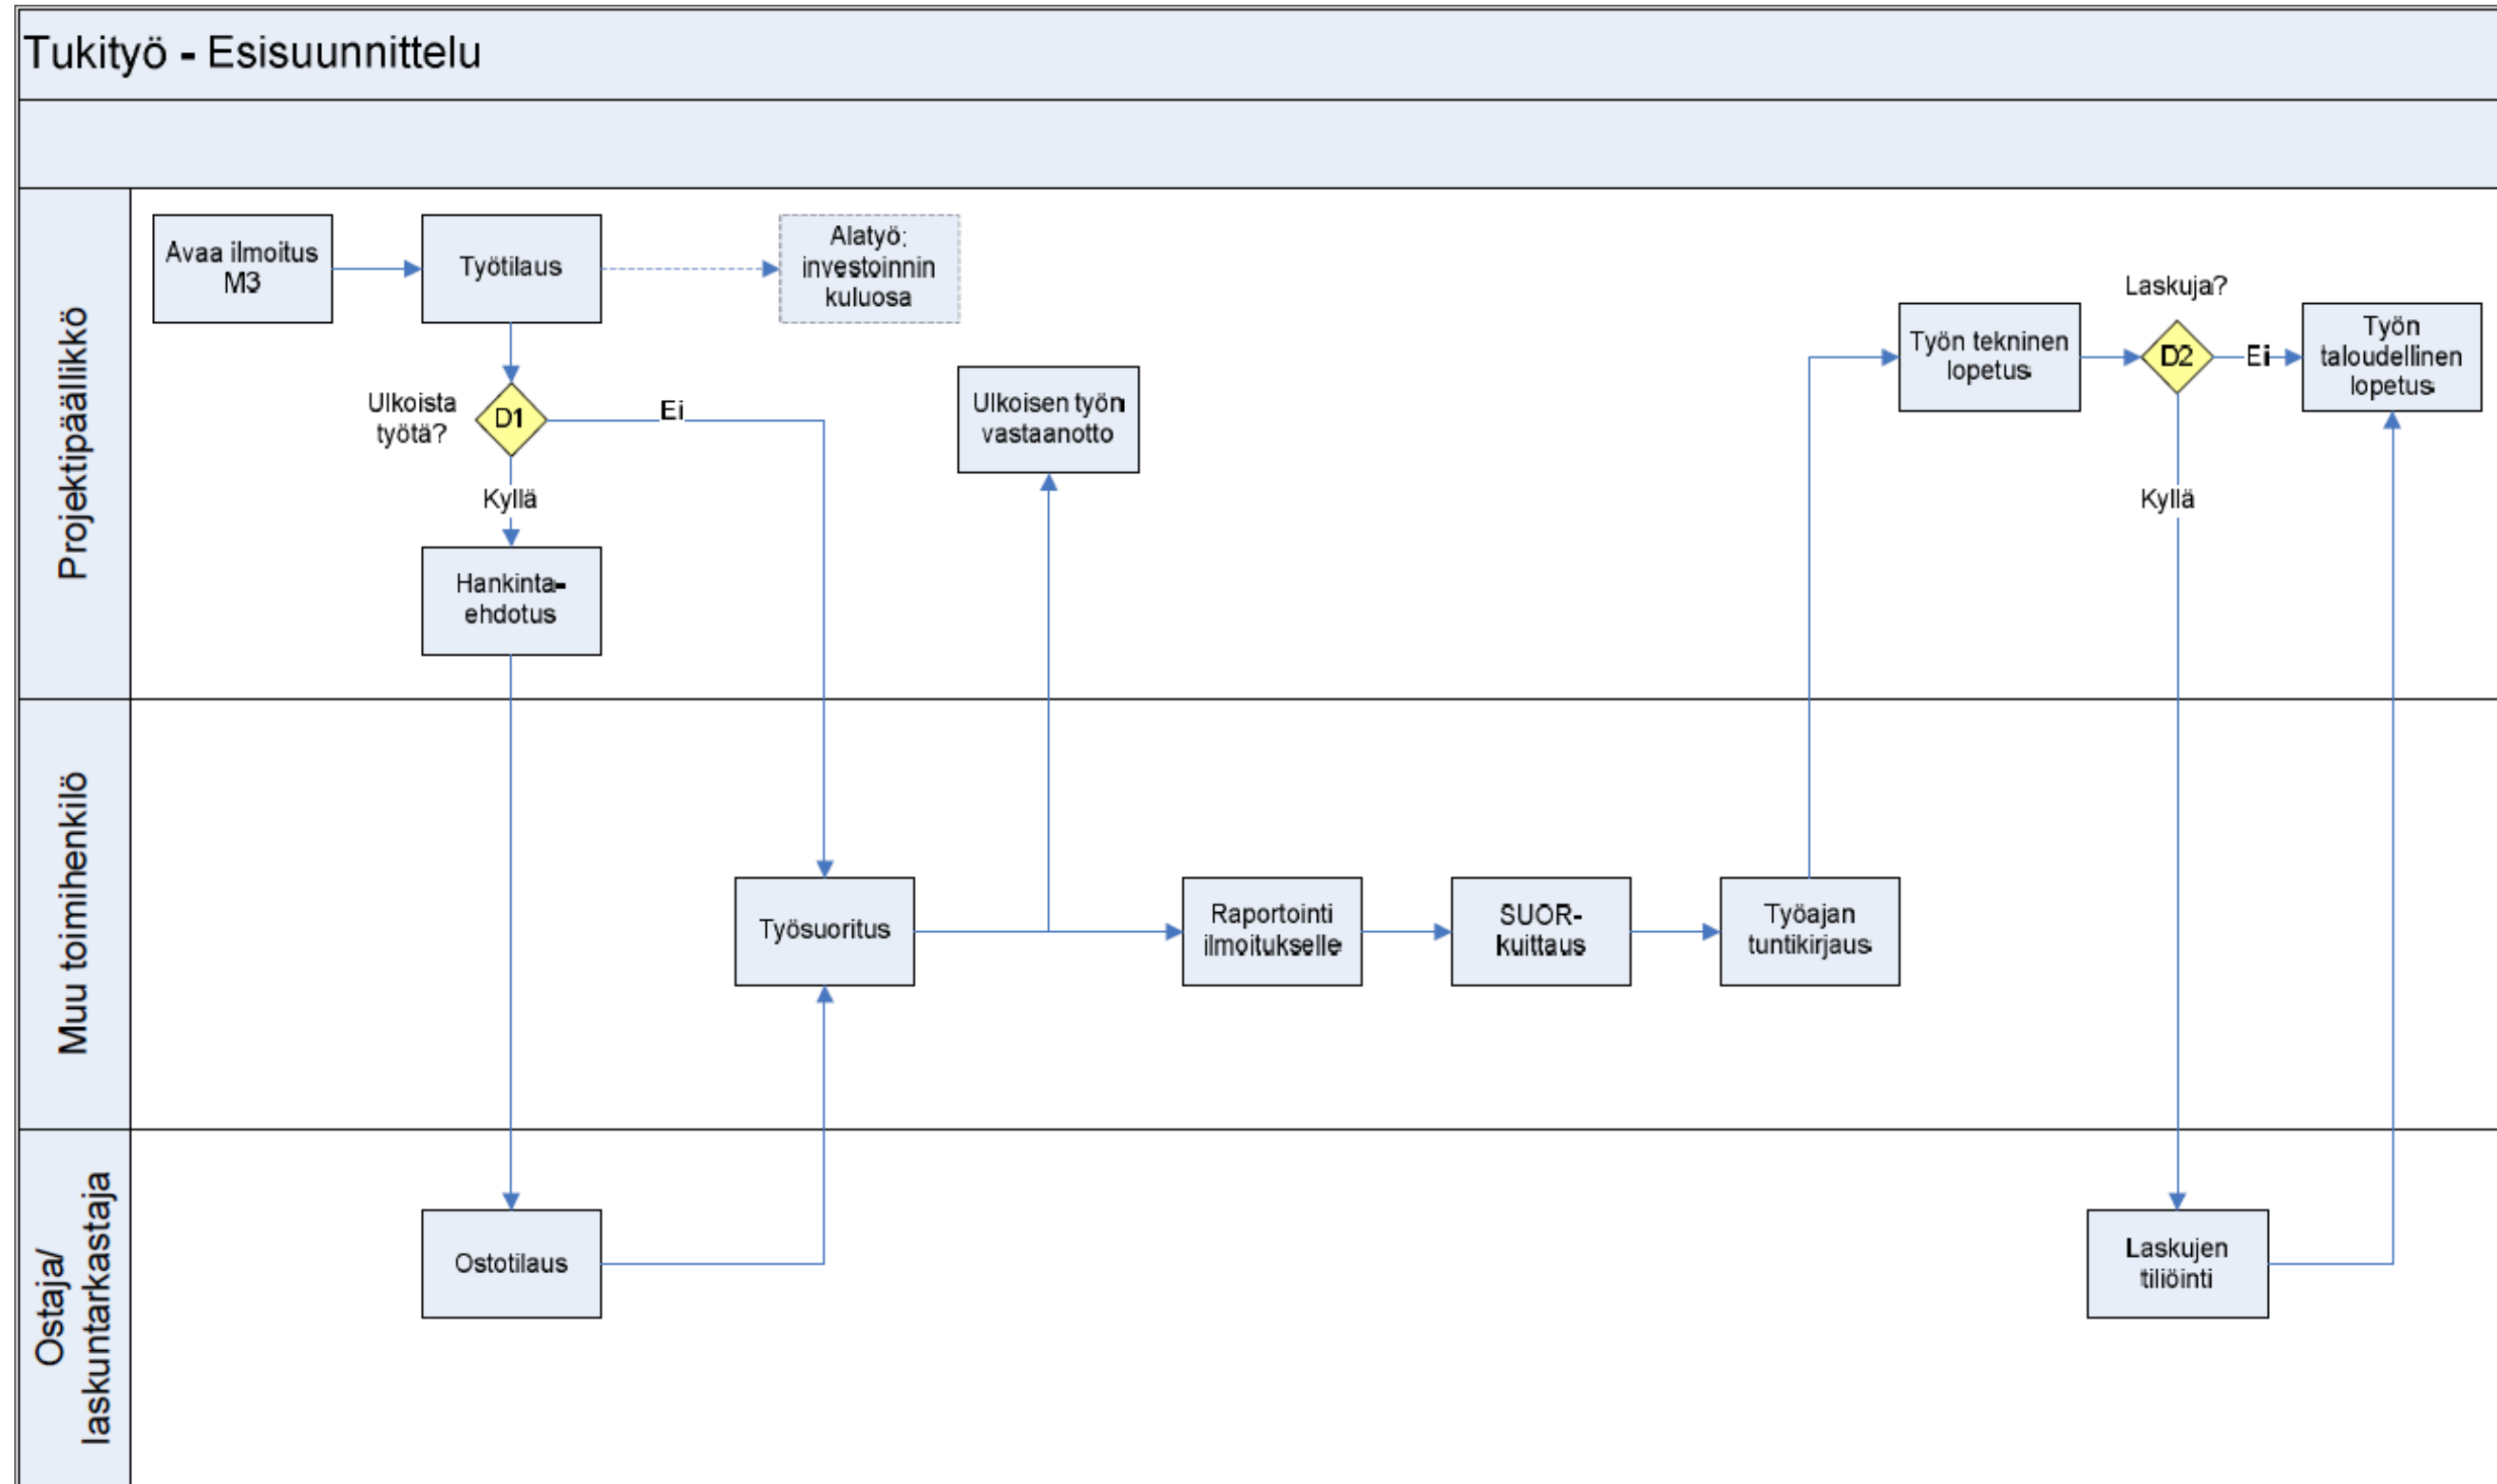 Tukityö - Esisuunnittelu
Projektipäällikkö
Avaa ilmoitus
M3
Työtilaus
Alatyö:
investoinnin
kuluosa
Ulkoista
työtä?
D1
Ei
Kyllä
Hankinta-
ehdotus
Ulkoisen työn
vastaanotto
Työn tekninen
lopetus
Laskuja?
D2
Ei
Kyllä
Työn
taloudellinen
lopetus
Muu toimihenkilö
Työsuoritus
Raportointi
ilmoitukselle
SUOR-
kuittaus
Työajan
tuntikirjaus
Ostaja/
laskuntarkastaja
Ostotilaus
Laskujen
tiliöinti